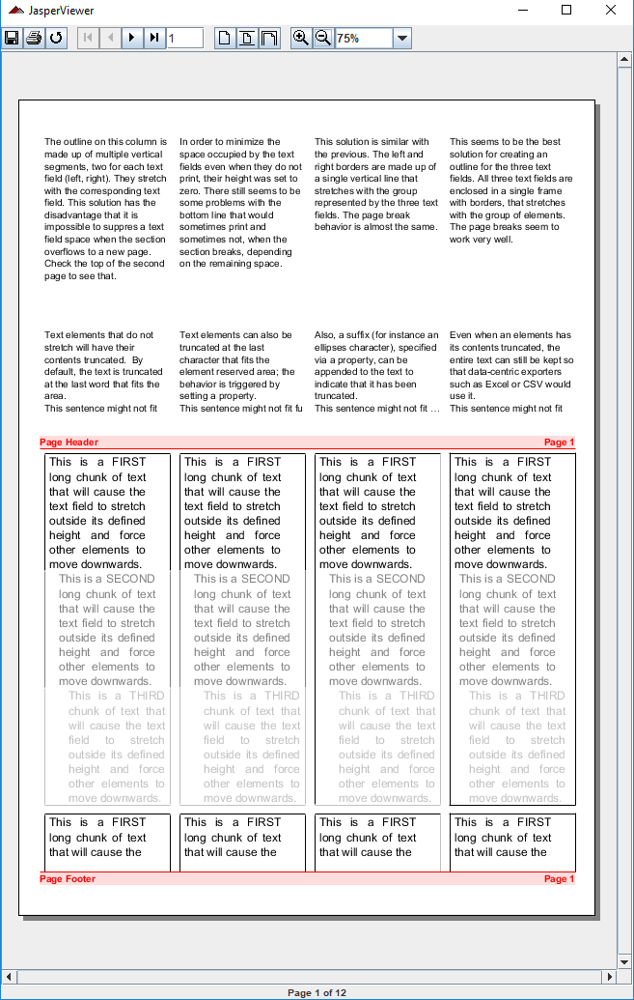 JasperViewer
1
75%
The outline on this column is
made up of multiple vertical
segments, two for each text
field (left, right). They stretch
with the corresponding text
field. This solution has the
disadvantage that it is
impossible to suppres a text
field space when the section
overflows to a new page.
Check the top of the second
page to see that.
In order to minimize the
space occupied by the text
fields even when they do not
print, their height was set to
zero. There still seems to be
some problems with the
bottom line that would
sometimes print and
sometimes not, when the
section breaks, depending
on the remaining space.
This solution is similar with
the previous. The left and
right borders are made up of
a single vertical line that
stretches with the group
represented by the three text
fields. The page break
behavior is almost the same.
This seems to be the best
solution for creating an
outline for the three text
fields. All three text fields are
enclosed in a single frame
with borders, that stretches
with the group of elements.
The page breaks seem to
work very well.
Text elements that do not
stretch will have their
contents truncated.  By
default, the text is truncated
at the last word that fits the
area.
This sentence might not fit
Text elements can also be
truncated at the last
character that fits the
element reserved area; the
behavior is triggered by
setting a property.
This sentence might not fit fu
Also, a suffix (for instance an
ellipses character), specified
via a property, can be
appended to the text to
indicate that it has been
truncated.
This sentence might not fit …
Even when an elements has
its contents truncated, the
entire text can still be kept so
that data-centric exporters
such as Excel or CSV would
use it.
This sentence might not fit
Page Header Page 1
This is a FIRST
long chunk of text
that will cause the
text field to stretch
outside its defined
height and force
other elements to
move downwards.
This is a SECOND
long chunk of text
that will cause the
text field to stretch
outside its defined
height and force
other elements to
move downwards.
This is a THIRD
chunk of text that
will cause the text
field to stretch
outside its defined
height and force
other elements to
move downwards.
This is a FIRST
long chunk of text
that will cause the
This is a FIRST
long chunk of text
that will cause the
text field to stretch
outside its defined
height and force
other elements to
move downwards.
This is a SECOND
long chunk of text
that will cause the
text field to stretch
outside its defined
height and force
other elements to
move downwards.
This is a THIRD
chunk of text that
will cause the text
field to stretch
outside its defined
height and force
other elements to
move downwards.
This is a FIRST
long chunk of text
that will cause the
This is a FIRST
long chunk of text
that will cause the
text field to stretch
outside its defined
height and force
other elements to
move downwards.
This is a SECOND
long chunk of text
that will cause the
text field to stretch
outside its defined
height and force
other elements to
move downwards.
This is a THIRD
chunk of text that
will cause the text
field to stretch
outside its defined
height and force
other elements to
move downwards.
This is a FIRST
long chunk of text
that will cause the
This is a FIRST
long chunk of text
that will cause the
text field to stretch
outside its defined
height and force
other elements to
move downwards.
This is a SECOND
long chunk of text
that will cause the
text field to stretch
outside its defined
height and force
other elements to
move downwards.
This is a THIRD
chunk of text that
will cause the text
field to stretch
outside its defined
height and force
other elements to
move downwards.
This is a FIRST
long chunk of text
that will cause the
Page Footer Page 1
Page 1 of 12